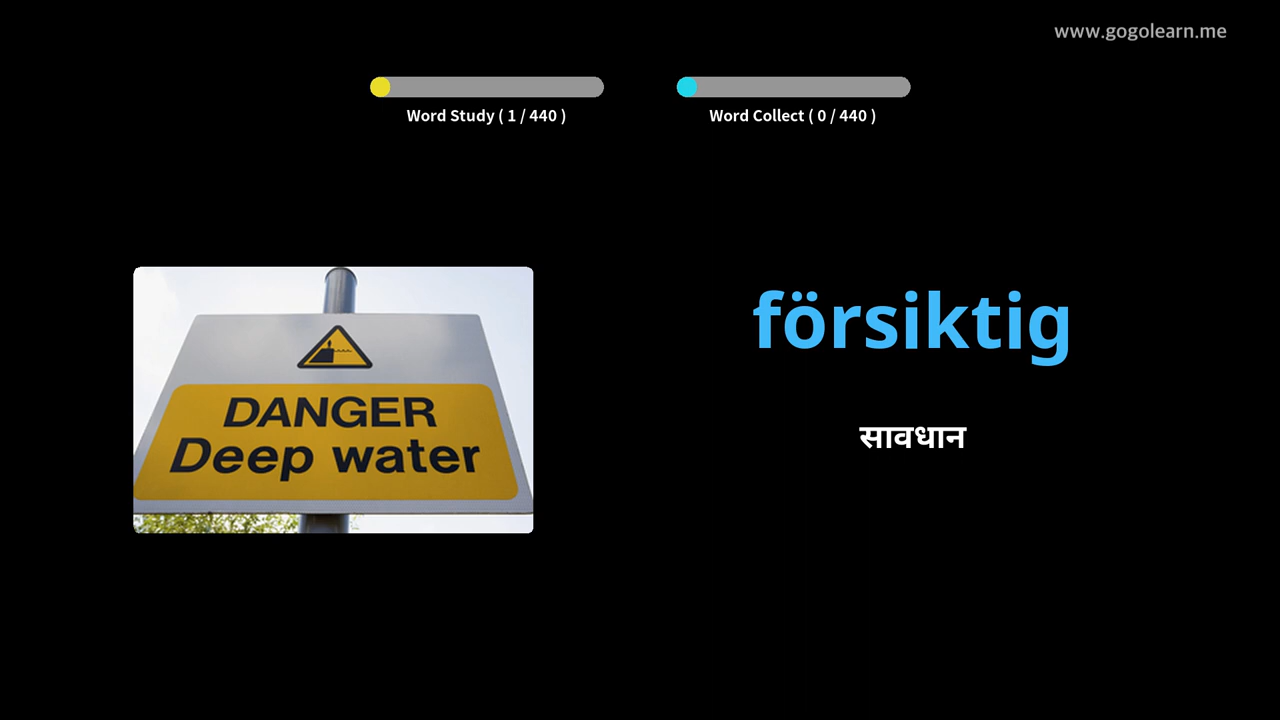 www.gogolearn.me
Word Study ( 1 / 440 )
Word Collect ( 0 / 440 )
DANGER
Deep water
försiktig
सावधान